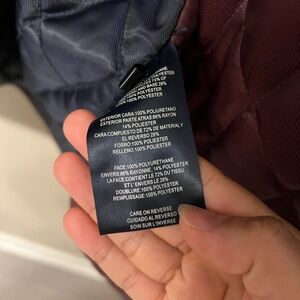 POLYESTER
EXTERIOR CARA:100% POLIURETANO
EXTERIOR PARTE ATRAS:86% RAYON
14% POLIESTER
CARA COMPUESTO DE 72% DE MATERIAL Y
EL REVERSO 28%
FORRO:100% POLIESTER
RELLENO: 100% POLIESTER
FACE:100% POLYURÉTHANE
ENVERS:86% RAYONNE, 14% POLYESTER
LA FACE CONTIENT LE 72% DU TISSU
ET L' ENVERS LE 28%
DOUBLURE: 100% POLYESTER
REMPLISSAGE: 100% POLYESTER
CARE ON REVERSE
CUIDADO AL REVERSO
SOIN SUR L'INVERSE